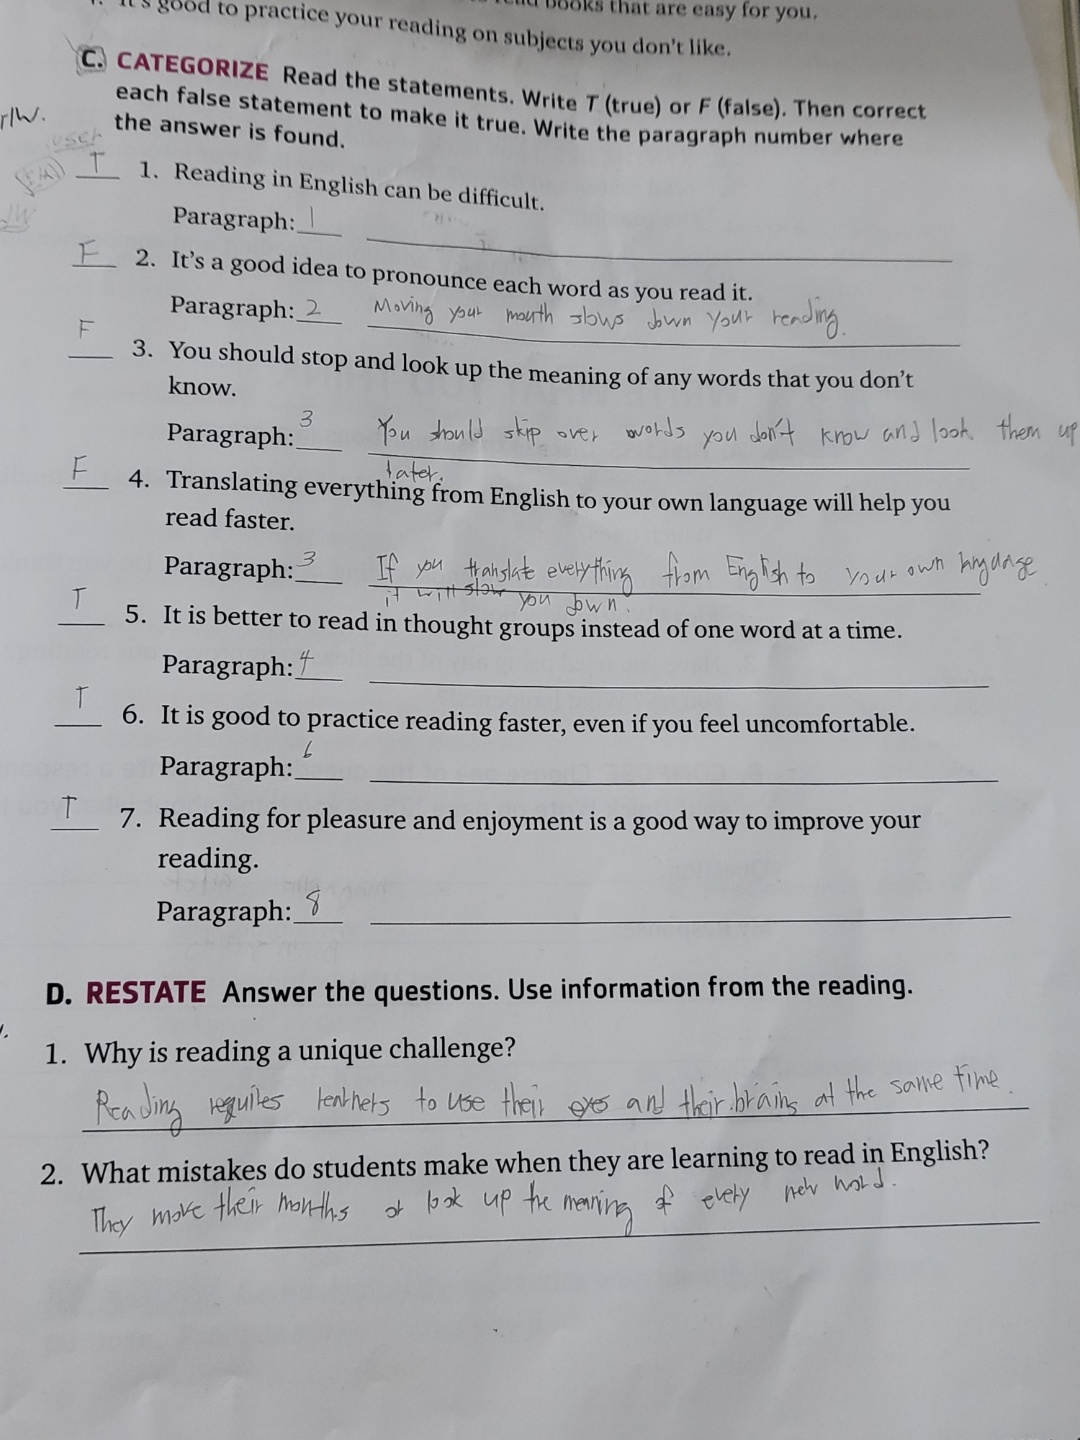 books that are easy for you.
It's good to practice your reading on subjects you don't like.
C. CATEGORIZE Read the statements. Write T (true) or F (false). Then correct
each false statement to make it true. Write the paragraph number where
the answer is found.
T 1. Reading in English can be difficult.
Paragraph: 1
F 2. It's a good idea to pronounce each word as you read it.
Paragraph: 2 Moving your mouth slows down your reading.
F 3. You should stop and look up the meaning of any words that you don't
know.
Paragraph: 3 You should skip over words you don't know and look them up
later.
F 4. Translating everything from English to your own language will help you
read faster.
Paragraph: 3 If you translate everything from English to your own language
it will slow you down.
T 5. It is better to read in thought groups instead of one word at a time.
Paragraph: 4
T 6. It is good to practice reading faster, even if you feel uncomfortable.
Paragraph: 6
T 7. Reading for pleasure and enjoyment is a good way to improve your
reading.
Paragraph: 8
D. RESTATE Answer the questions. Use information from the reading.
1. Why is reading a unique challenge?
Reading requires to use their eyes and their brains at the same time.
2. What mistakes do students make when they are learning to read in English?
They move their or look up the meaning of every new word.